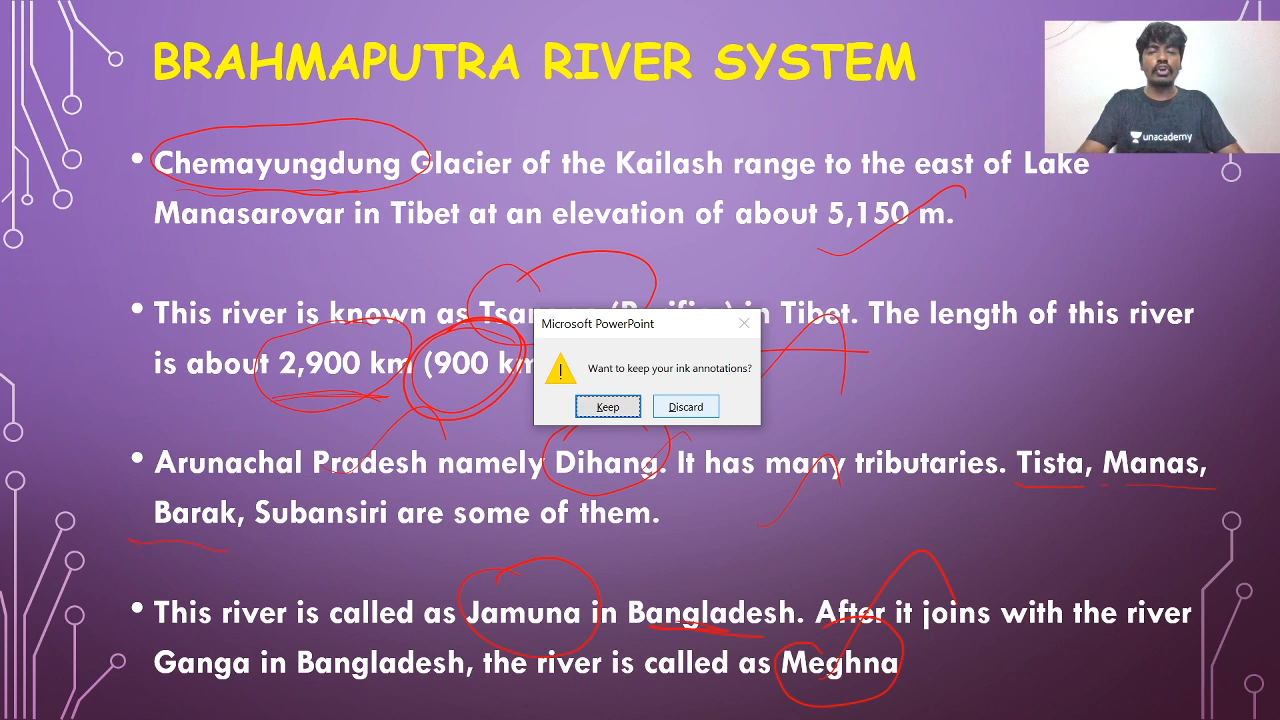 BRAHMAPUTRA RIVER SYSTEM
unacademy
• Chemayungdung Glacier of the Kailash range to the east of Lake
Manasarovar in Tibet at an elevation of about 5,150 m.
• This river is known as in Tibet. The length of this river
is about 2,900 km (900 km
Microsoft PowerPoint
Want to keep your ink annotations?
Keep Discard
• Arunachal Pradesh namely Dihang. It has many tributaries. Tista, Manas,
Barak, Subansiri are some of them.
• This river is called as Jamuna in Bangladesh. After it joins with the river
Ganga in Bangladesh, the river is called as Meghna